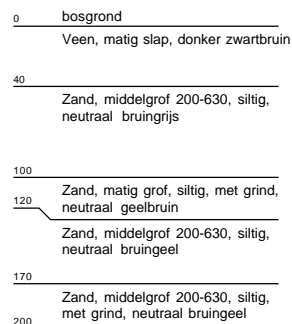 0 bosgrond
Veen, matig slap, donker zwartbruin
40
Zand, middelgrof 200-630, siltig,
neutraal bruingrijs
100
Zand, matig grof, siltig, met grind,
120 neutraal geelbruin
Zand, middelgrof 200-630, siltig,
neutraal bruingeel
170
Zand, middelgrof 200-630, siltig,
met grind, neutraal bruingeel
200